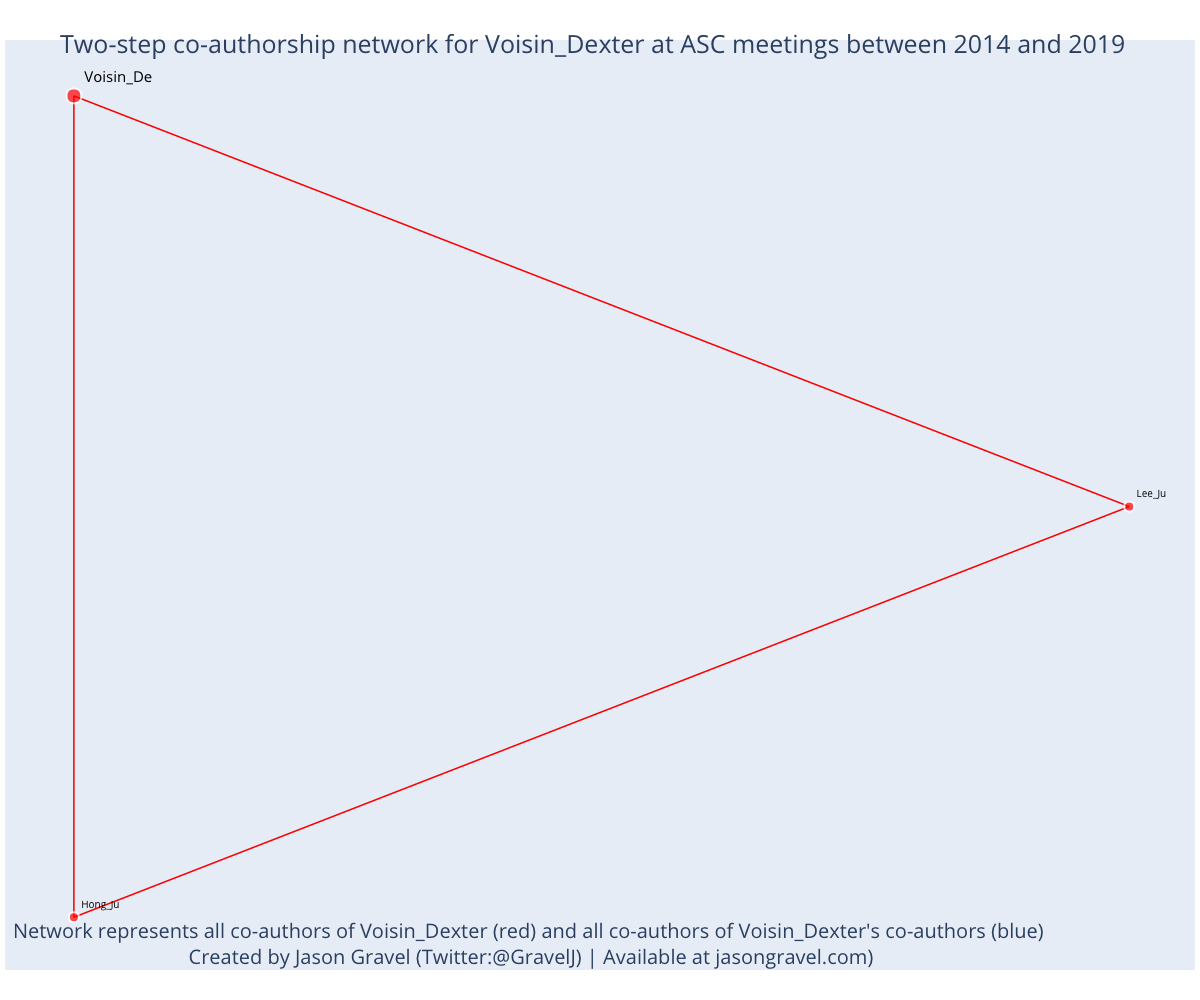 Two-step co-authorship network for Voisin_Dexter at ASC meetings between 2014 and 2019
Voisin_De
Lee_Ju
Hong_Ju
Network represents all co-authors of Voisin_Dexter (red) and all co-authors of Voisin_Dexter's co-authors (blue)
Created by Jason Gravel (Twitter:@GravelJ) | Available at jasongravel.com)